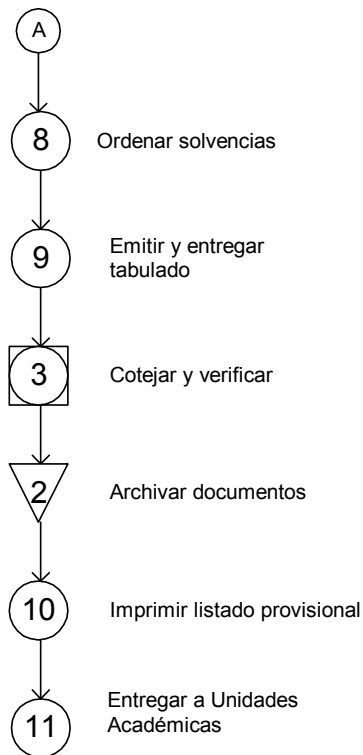 A
8 Ordenar solvencias
9 Emitir y entregar
tabulado
3 Cotejar y verificar
2 Archivar documentos
10 Imprimir listado provisional
11 Entregar a Unidades
Académicas